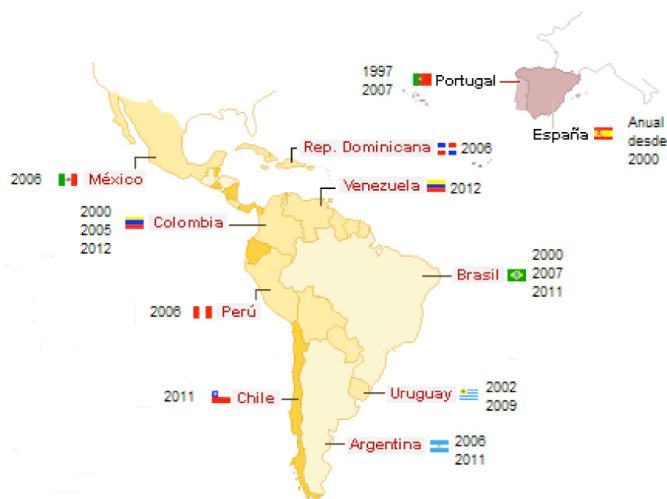 1997
2007
Portugal
España
Anual
desde
2000
Rep. Dominicana
2006
2006
México
Venezuela
2012
2000
2005
2012
Colombia
Brasil
2000
2007
2011
2006
Perú
2011
Chile
Uruguay
2002
2009
Argentina
2006
2011